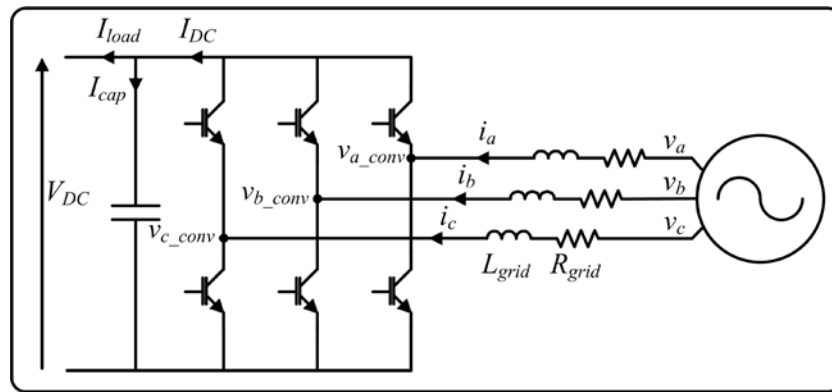 I_load I_DC
I_cap
i_a v_a
v_a_conv
i_b v_b
V_DC v_b_conv
i_c v_c
v_c_conv
L_grid R_grid